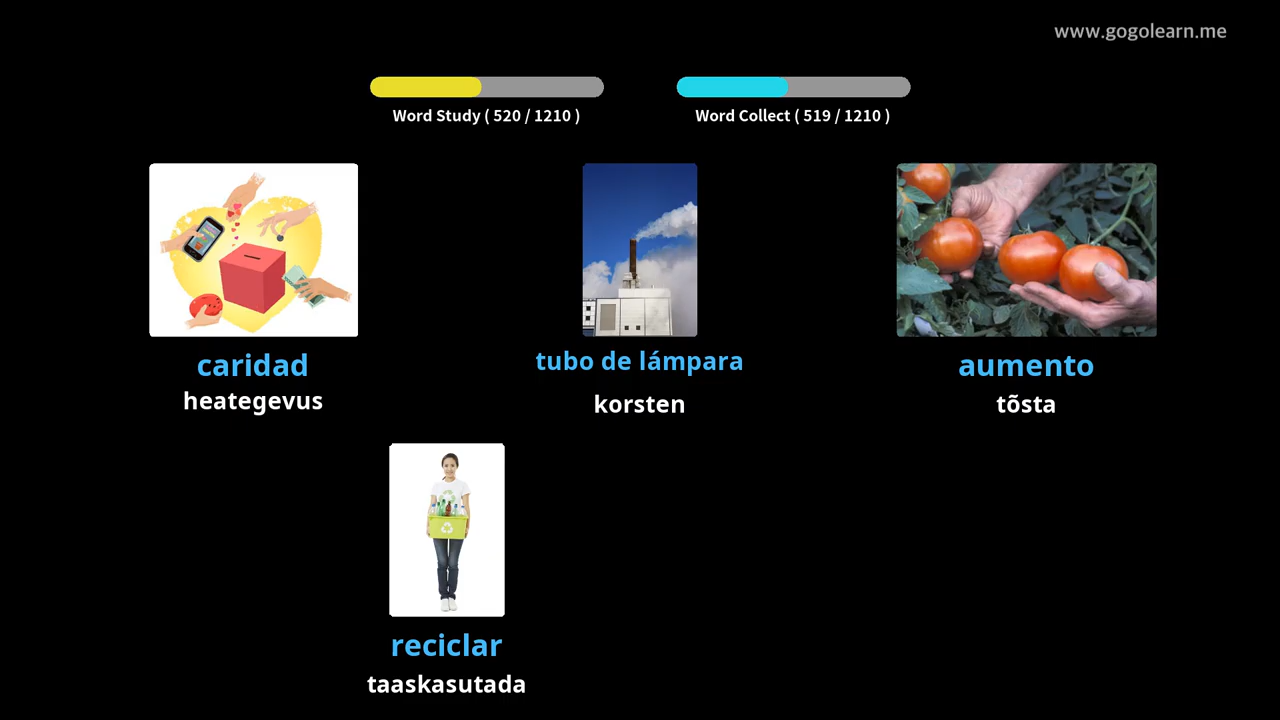 www.gogolearn.me
Word Study ( 520 / 1210 )
Word Collect ( 519 / 1210 )
caridad
heategevus
tubo de lámpara
korsten
aumento
tõsta
reciclar
taaskasutada